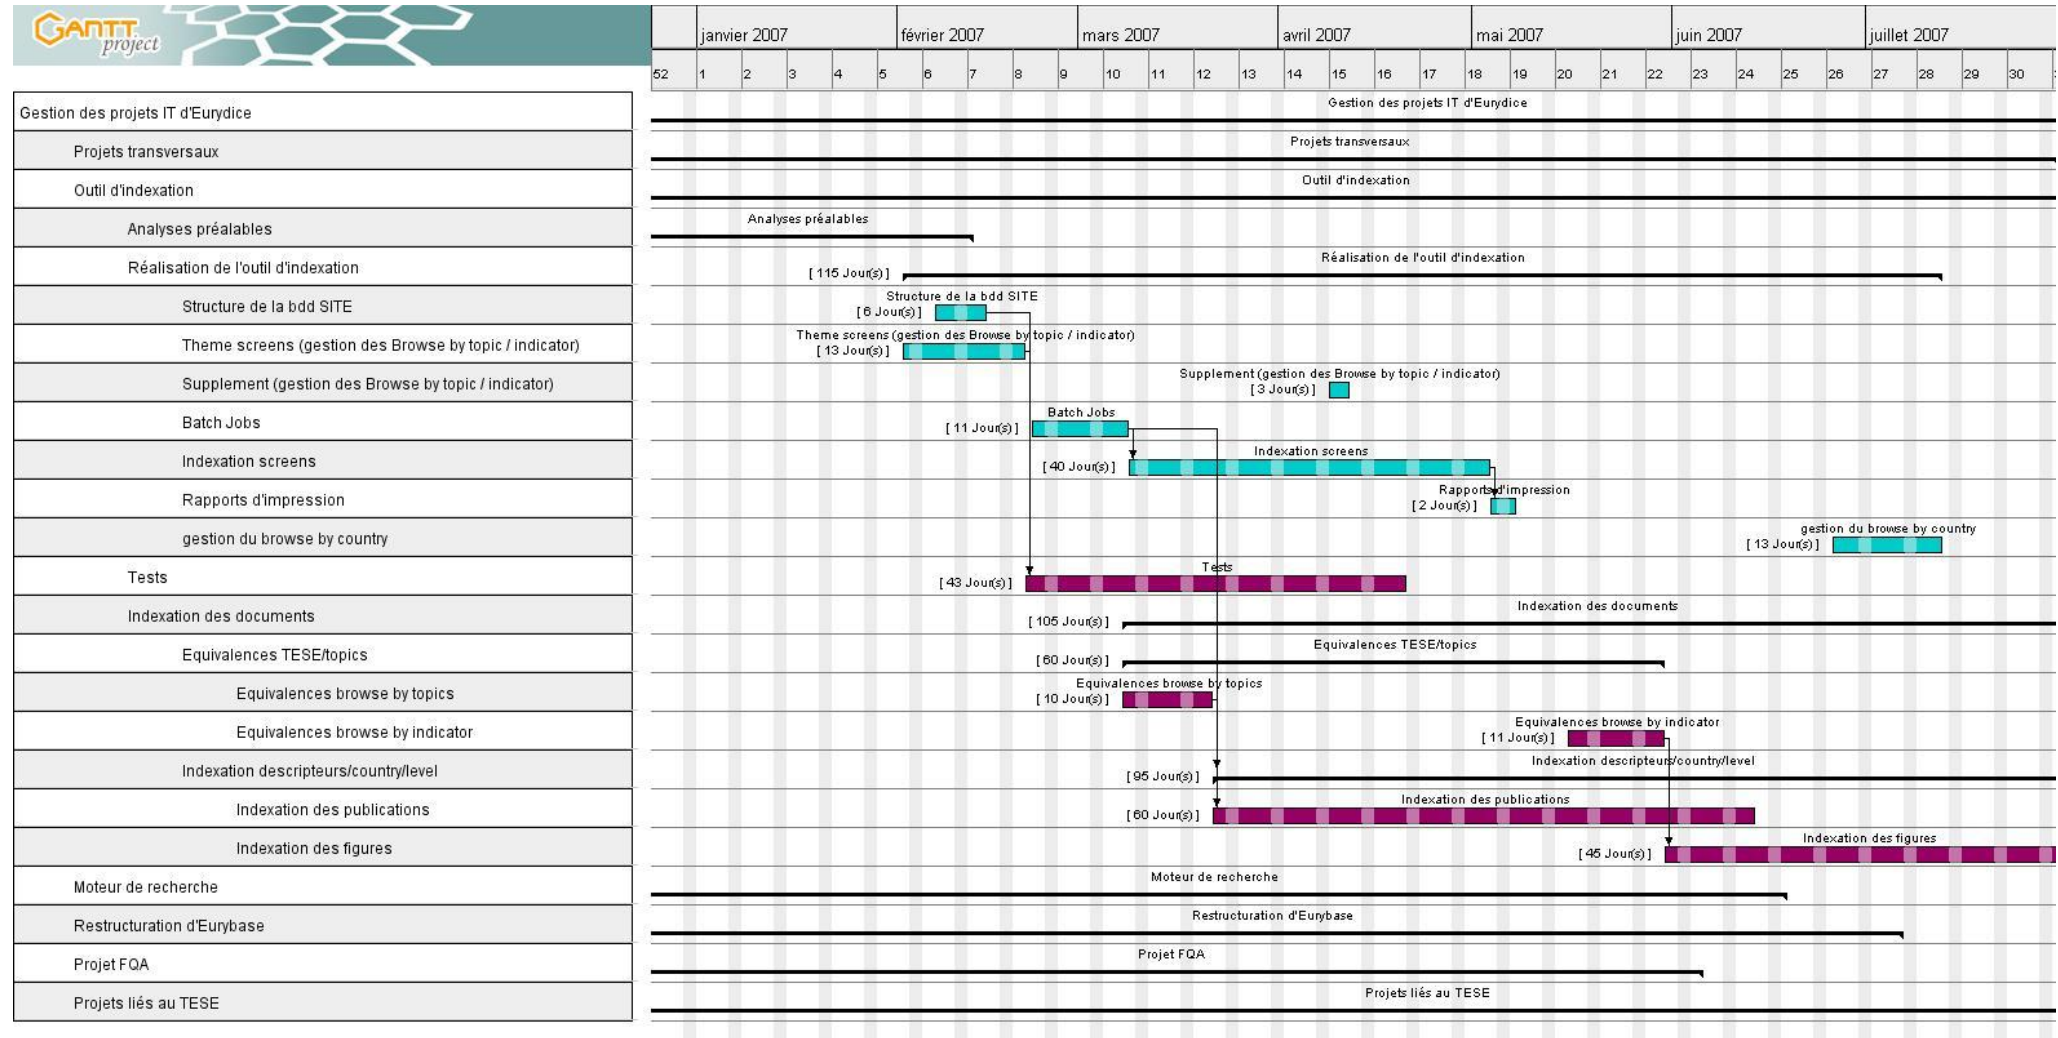 GANTT
project
janvier 2007 février 2007 mars 2007 avril 2007 mai 2007 juin 2007 juillet 2007
52 1 2 3 4 5 6 7 8 9 10 11 12 13 14 15 16 17 18 19 20 21 22 23 24 25 26 27 28 29 30
Gestion des projets IT d'Eurydice
Gestion des projets IT d'Eurydice
Projets transversaux
Projets transversaux
Outil d'indexation
Outil d'indexation
Analyses préalables
Analyses préalables
Réalisation de l'outil d'indexation
Réalisation de l'outil d'indexation
[ 115 Jour(s) ]
Structure de la bdd SITE
Structure de la bdd SITE
[ 6 Jour(s) ]
Theme screens (gestion des Browse by topic / indicator)
Theme screens (gestion des Browse by topic / indicator)
[ 13 Jour(s) ]
Supplement (gestion des Browse by topic / indicator)
Supplement (gestion des Browse by topic / indicator)
[ 3 Jour(s) ]
Batch Jobs
Batch Jobs
[ 11 Jour(s) ]
Indexation screens
Indexation screens
[ 40 Jour(s) ]
Rapports d'impression
Rapports d'impression
[ 2 Jour(s) ]
gestion du browse by country
gestion du browse by country
[ 13 Jour(s) ]
Tests
Tests
[ 43 Jour(s) ]
Indexation des documents
Indexation des documents
[ 105 Jour(s) ]
Equivalences TESE/topics
Equivalences TESE/topics
[ 60 Jour(s) ]
Equivalences browse by topics
Equivalences browse by topics
[ 10 Jour(s) ]
Equivalences browse by indicator
Equivalences browse by indicator
[ 11 Jour(s) ]
Indexation descripteurs/country/level
Indexation descripteurs/country/level
[ 95 Jour(s) ]
Indexation des publications
Indexation des publications
[ 60 Jour(s) ]
Indexation des figures
Indexation des figures
[ 45 Jour(s) ]
Moteur de recherche
Moteur de recherche
Restructuration d'Eurybase
Restructuration d'Eurybase
Projet FQA
Projet FQA
Projets liés au TESE
Projets liés au TESE